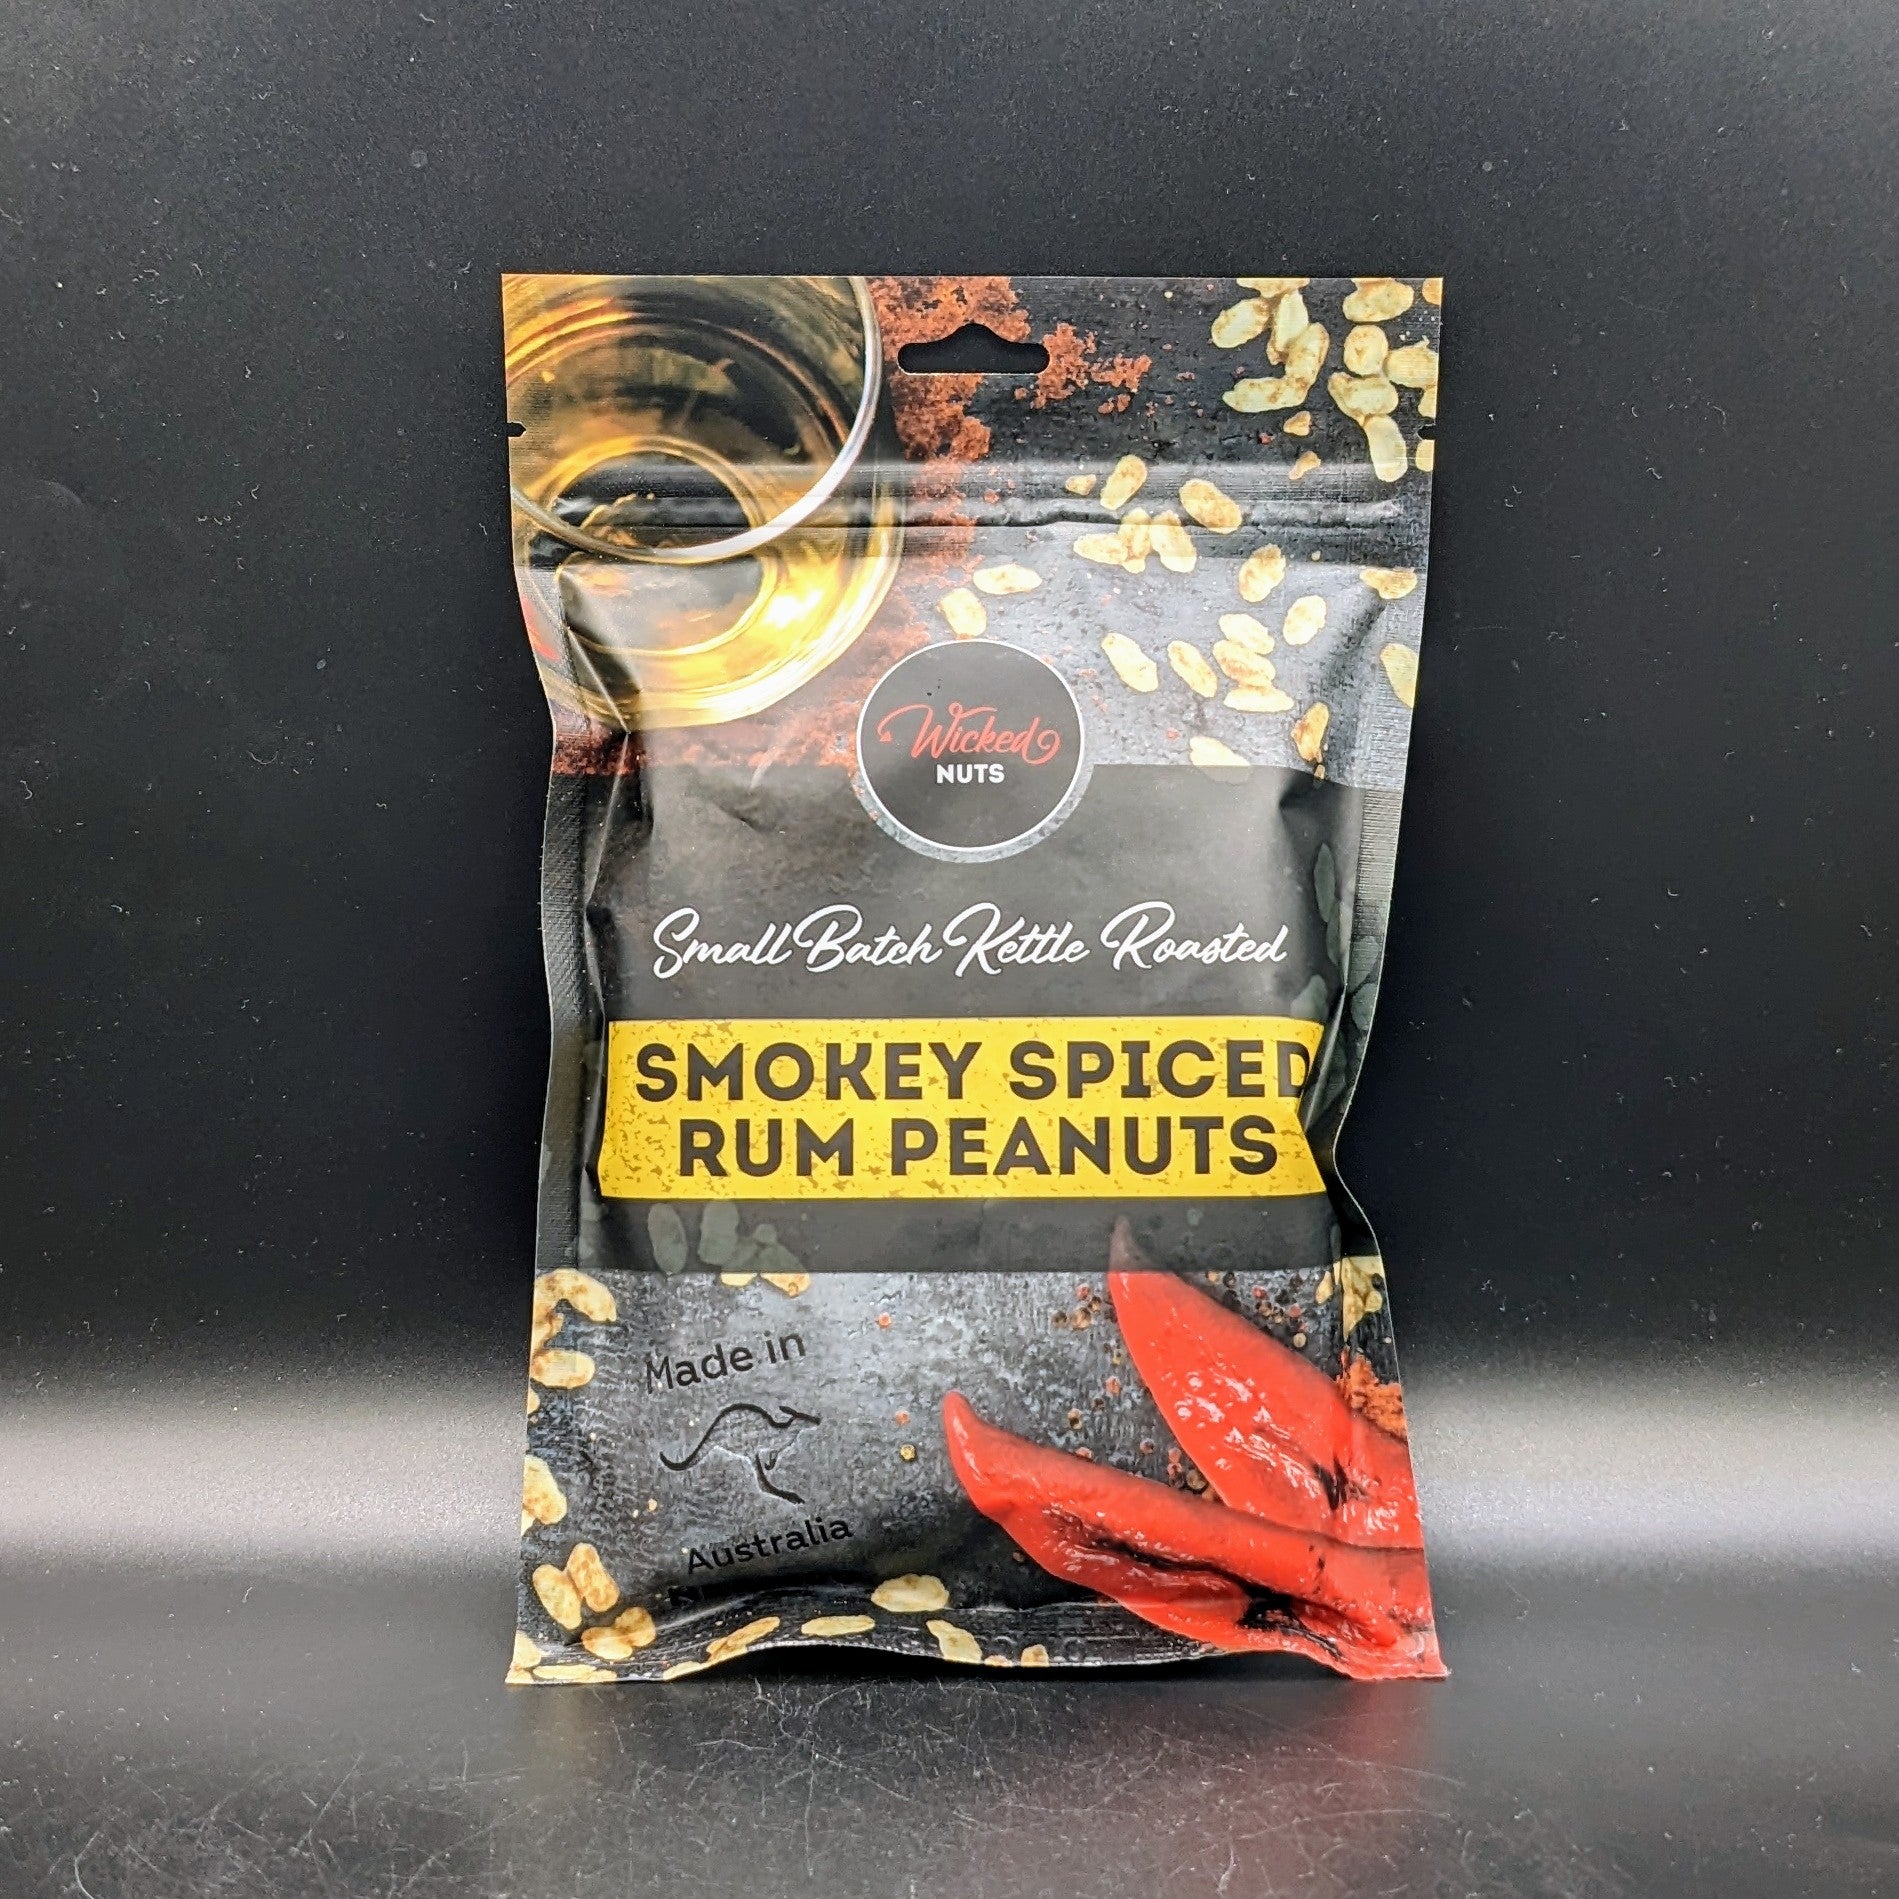 Wicked
NUTS
Small Batch Kettle Roasted
SMOKEY SPICED
RUM PEANUTS
Made in
Australia